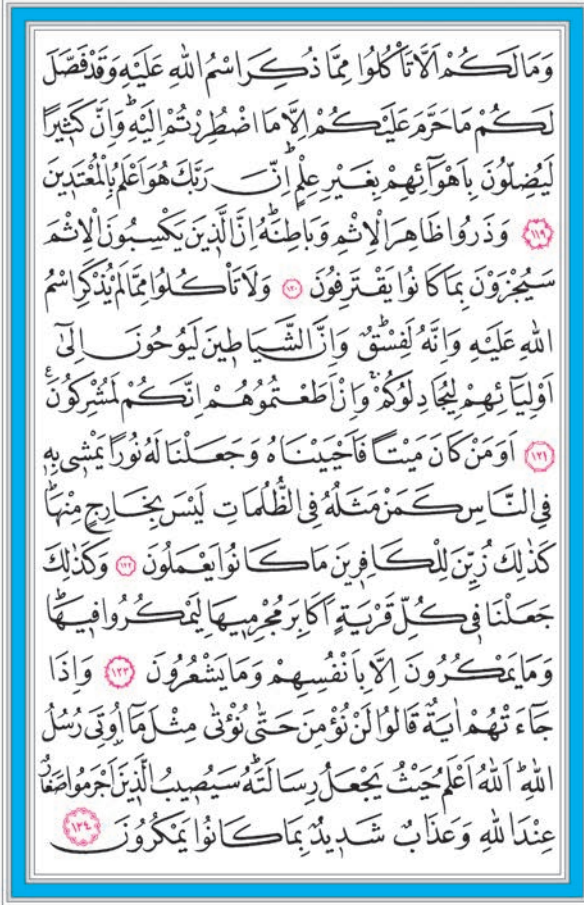 وَمَا لَكُمْ اَلَّا تَأْكُلُوا مِمَّا ذُكِرَ اسْمُ اللّٰهِ عَلَيْهِ وَقَدْ فَصَّلَ
لَكُمْ مَا حَرَّمَ عَلَيْكُمْ اِلَّا مَا اضْطُرِرْتُمْ اِلَيْهِۜ وَاِنَّ كَثٖيرًا
لَيُضِلُّونَ بِاَهْوَٓائِهِمْ بِغَيْرِ عِلْمٍۜ اِنَّ رَبَّكَ هُوَ اَعْلَمُ بِالْمُعْتَدٖينَ
﴿١١٩﴾ وَذَرُوا ظَاهِرَ الْاِثْمِ وَبَاطِنَهُۜ اِنَّ الَّذٖينَ يَكْسِبُونَ الْاِثْمَ
سَيُجْزَوْنَ بِمَا كَانُوا يَقْتَرِفُونَ ﴿١٢٠﴾ وَلَا تَأْكُلُوا مِمَّا لَمْ يُذْكَرِ اسْمُ
اللّٰهِ عَلَيْهِ وَاِنَّهُ لَفِسْقٌۜ وَاِنَّ الشَّيَاطٖينَ لَيُوحُونَ اِلٰٓى
اَوْلِيَٓائِهِمْ لِيُجَادِلُوكُمْۚ وَاِنْ اَطَعْتُمُوهُمْ اِنَّكُمْ لَمُشْرِكُونَࣖ
﴿١٢١﴾ اَوَمَنْ كَانَ مَيْتًا فَاَحْيَيْنَاهُ وَجَعَلْنَا لَهُ نُورًا يَمْشٖي بِهٖ
فِي النَّاسِ كَمَنْ مَثَلُهُ فِي الظُّلُمَاتِ لَيْسَ بِخَارِجٍ مِنْهَاۜ
كَذٰلِكَ زُيِّنَ لِلْكَافِرٖينَ مَا كَانُوا يَعْمَلُونَ ﴿١٢٢﴾ وَكَذٰلِكَ
جَعَلْنَا فٖي كُلِّ قَرْيَةٍ اَكَابِرَ مُجْرِمٖيهَا لِيَمْكُرُوا فٖيهَاۜ
وَمَا يَمْكُرُونَ اِلَّا بِاَنْفُسِهِمْ وَمَا يَشْعُرُونَ ﴿١٢٣﴾ وَاِذَا
جَٓاءَتْهُمْ اٰيَةٌ قَالُوا لَنْ نُؤْمِنَ حَتّٰى نُؤْتٰى مِثْلَ مَٓا اُو۫تِيَ رُسُلُ
اللّٰهِۜ اَللّٰهُ اَعْلَمُ حَيْثُ يَجْعَلُ رِسَالَتَهُۜ سَيُصٖيبُ الَّذٖينَ اَجْرَمُوا صَغَارٌ
عِنْدَ اللّٰهِ وَعَذَابٌ شَدٖيدٌ بِمَا كَانُوا يَمْكُرُونَ ﴿١٢٤﴾